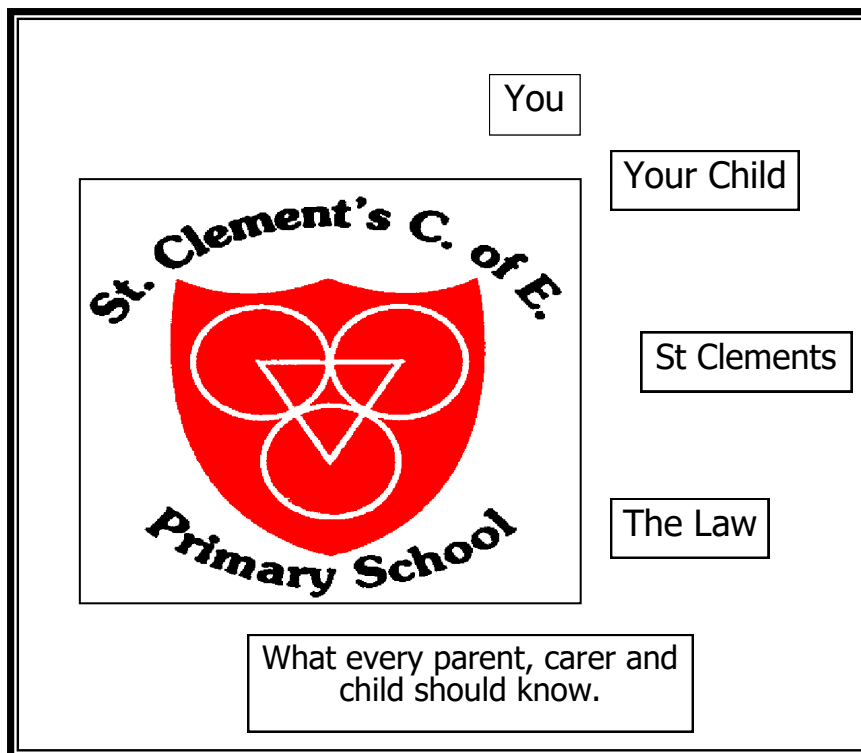 You
Your Child
St. Clement's C. of E.
St Clements
The Law
Primary School
What every parent, carer and
child should know.